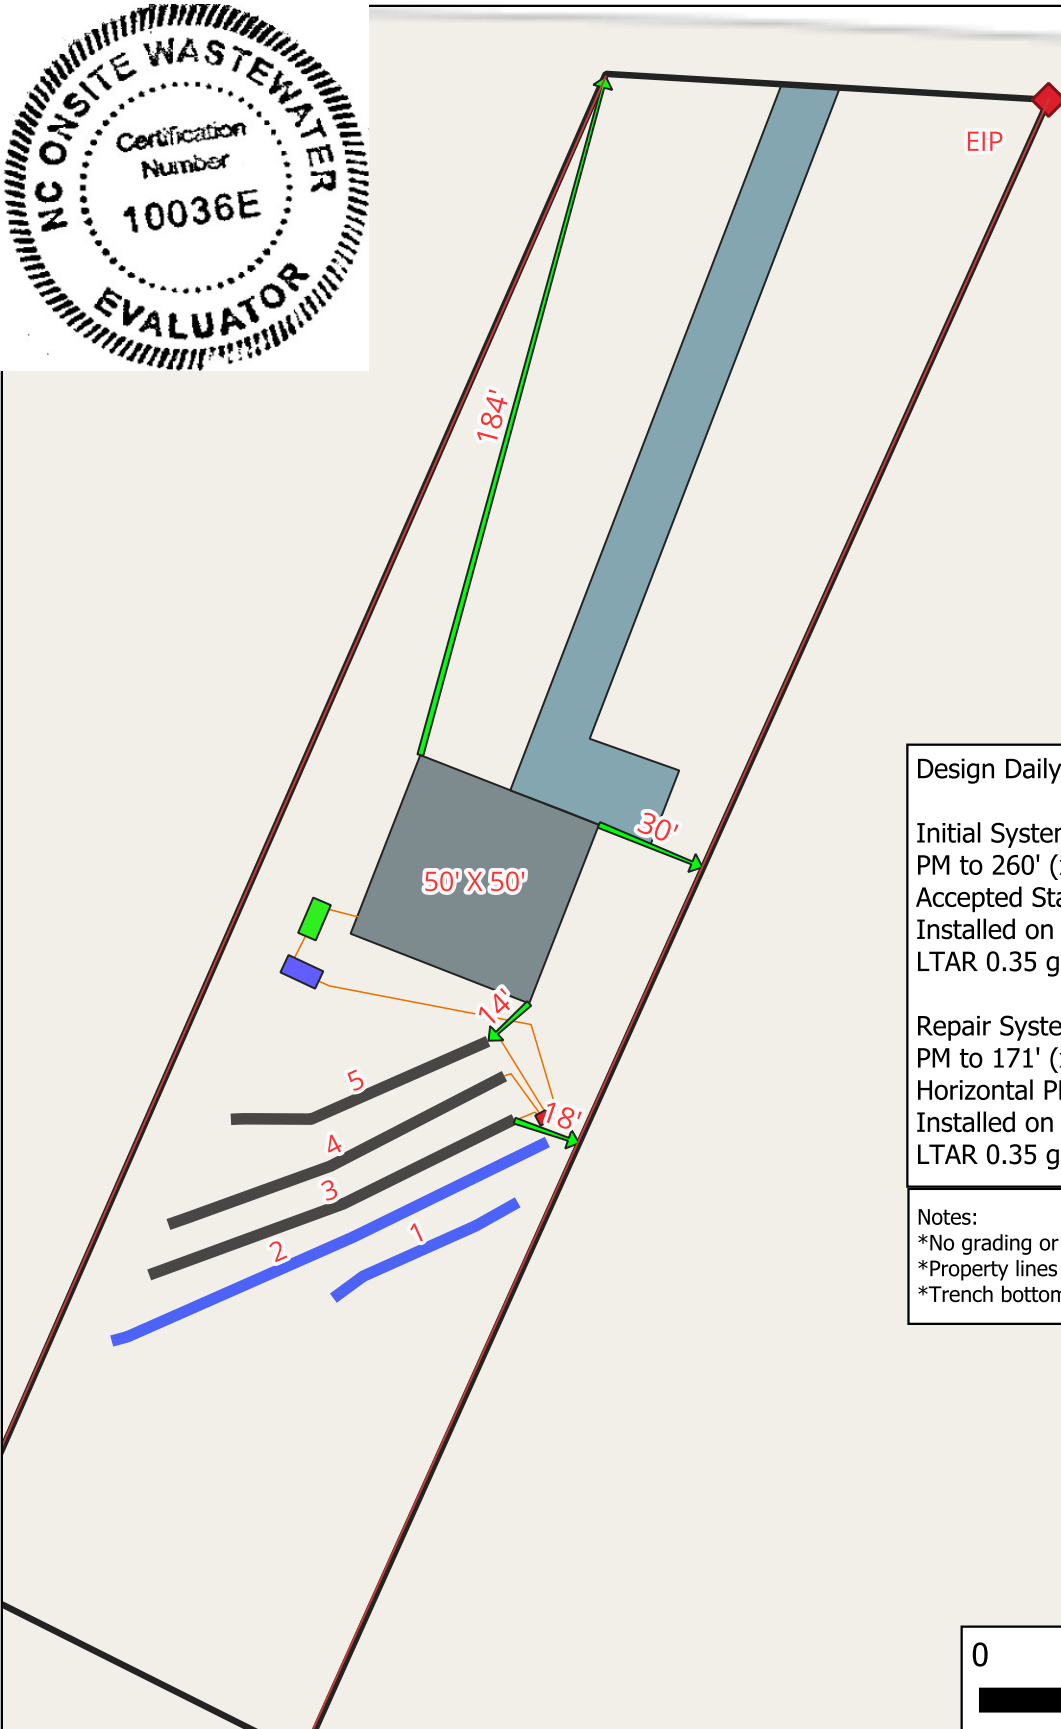 NC ONSITE WASTEWATER
Certification
Number
10036E
EVALUATOR
EIP
184'
30'
50' X 50'
14'
18'
5
4
3
2
1
Design Daily
Initial System
PM to 260' (
Accepted Sta
Installed on
LTAR 0.35 g
Repair Syste
PM to 171' (
Horizontal P
Installed on
LTAR 0.35 g
Notes:
*No grading or
*Property lines
*Trench bottom
0